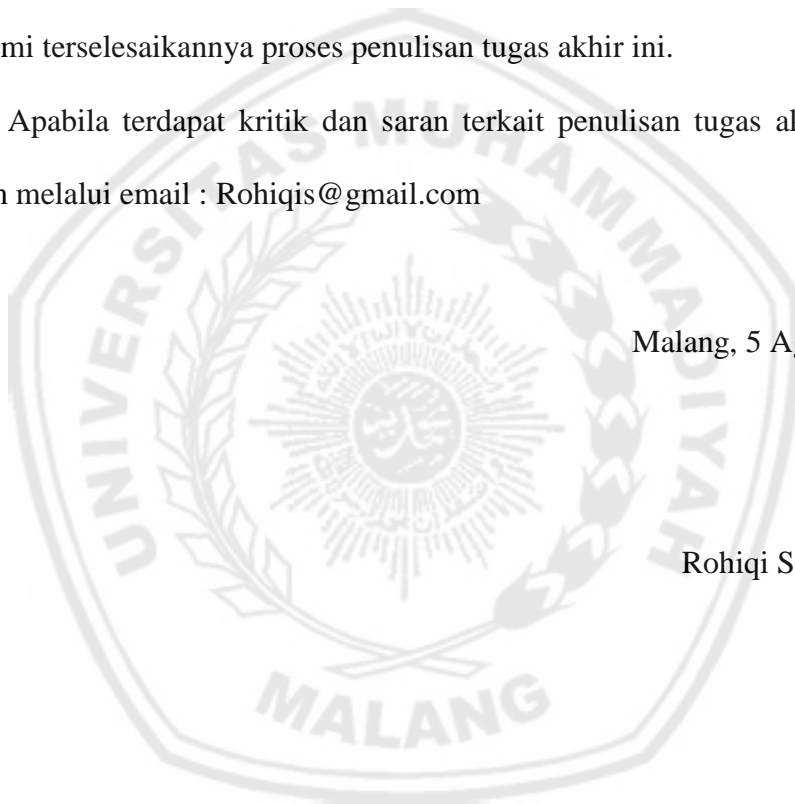 mi terselesaikannya proses penulisan tugas akhir ini.
Apabila terdapat kritik dan saran terkait penulisan tugas ak
n melalui email : Rohiqis@gmail.com
Malang, 5 A
Rohiqi S
UNIVERSITAS MUHAMMADIYAH
MALANG